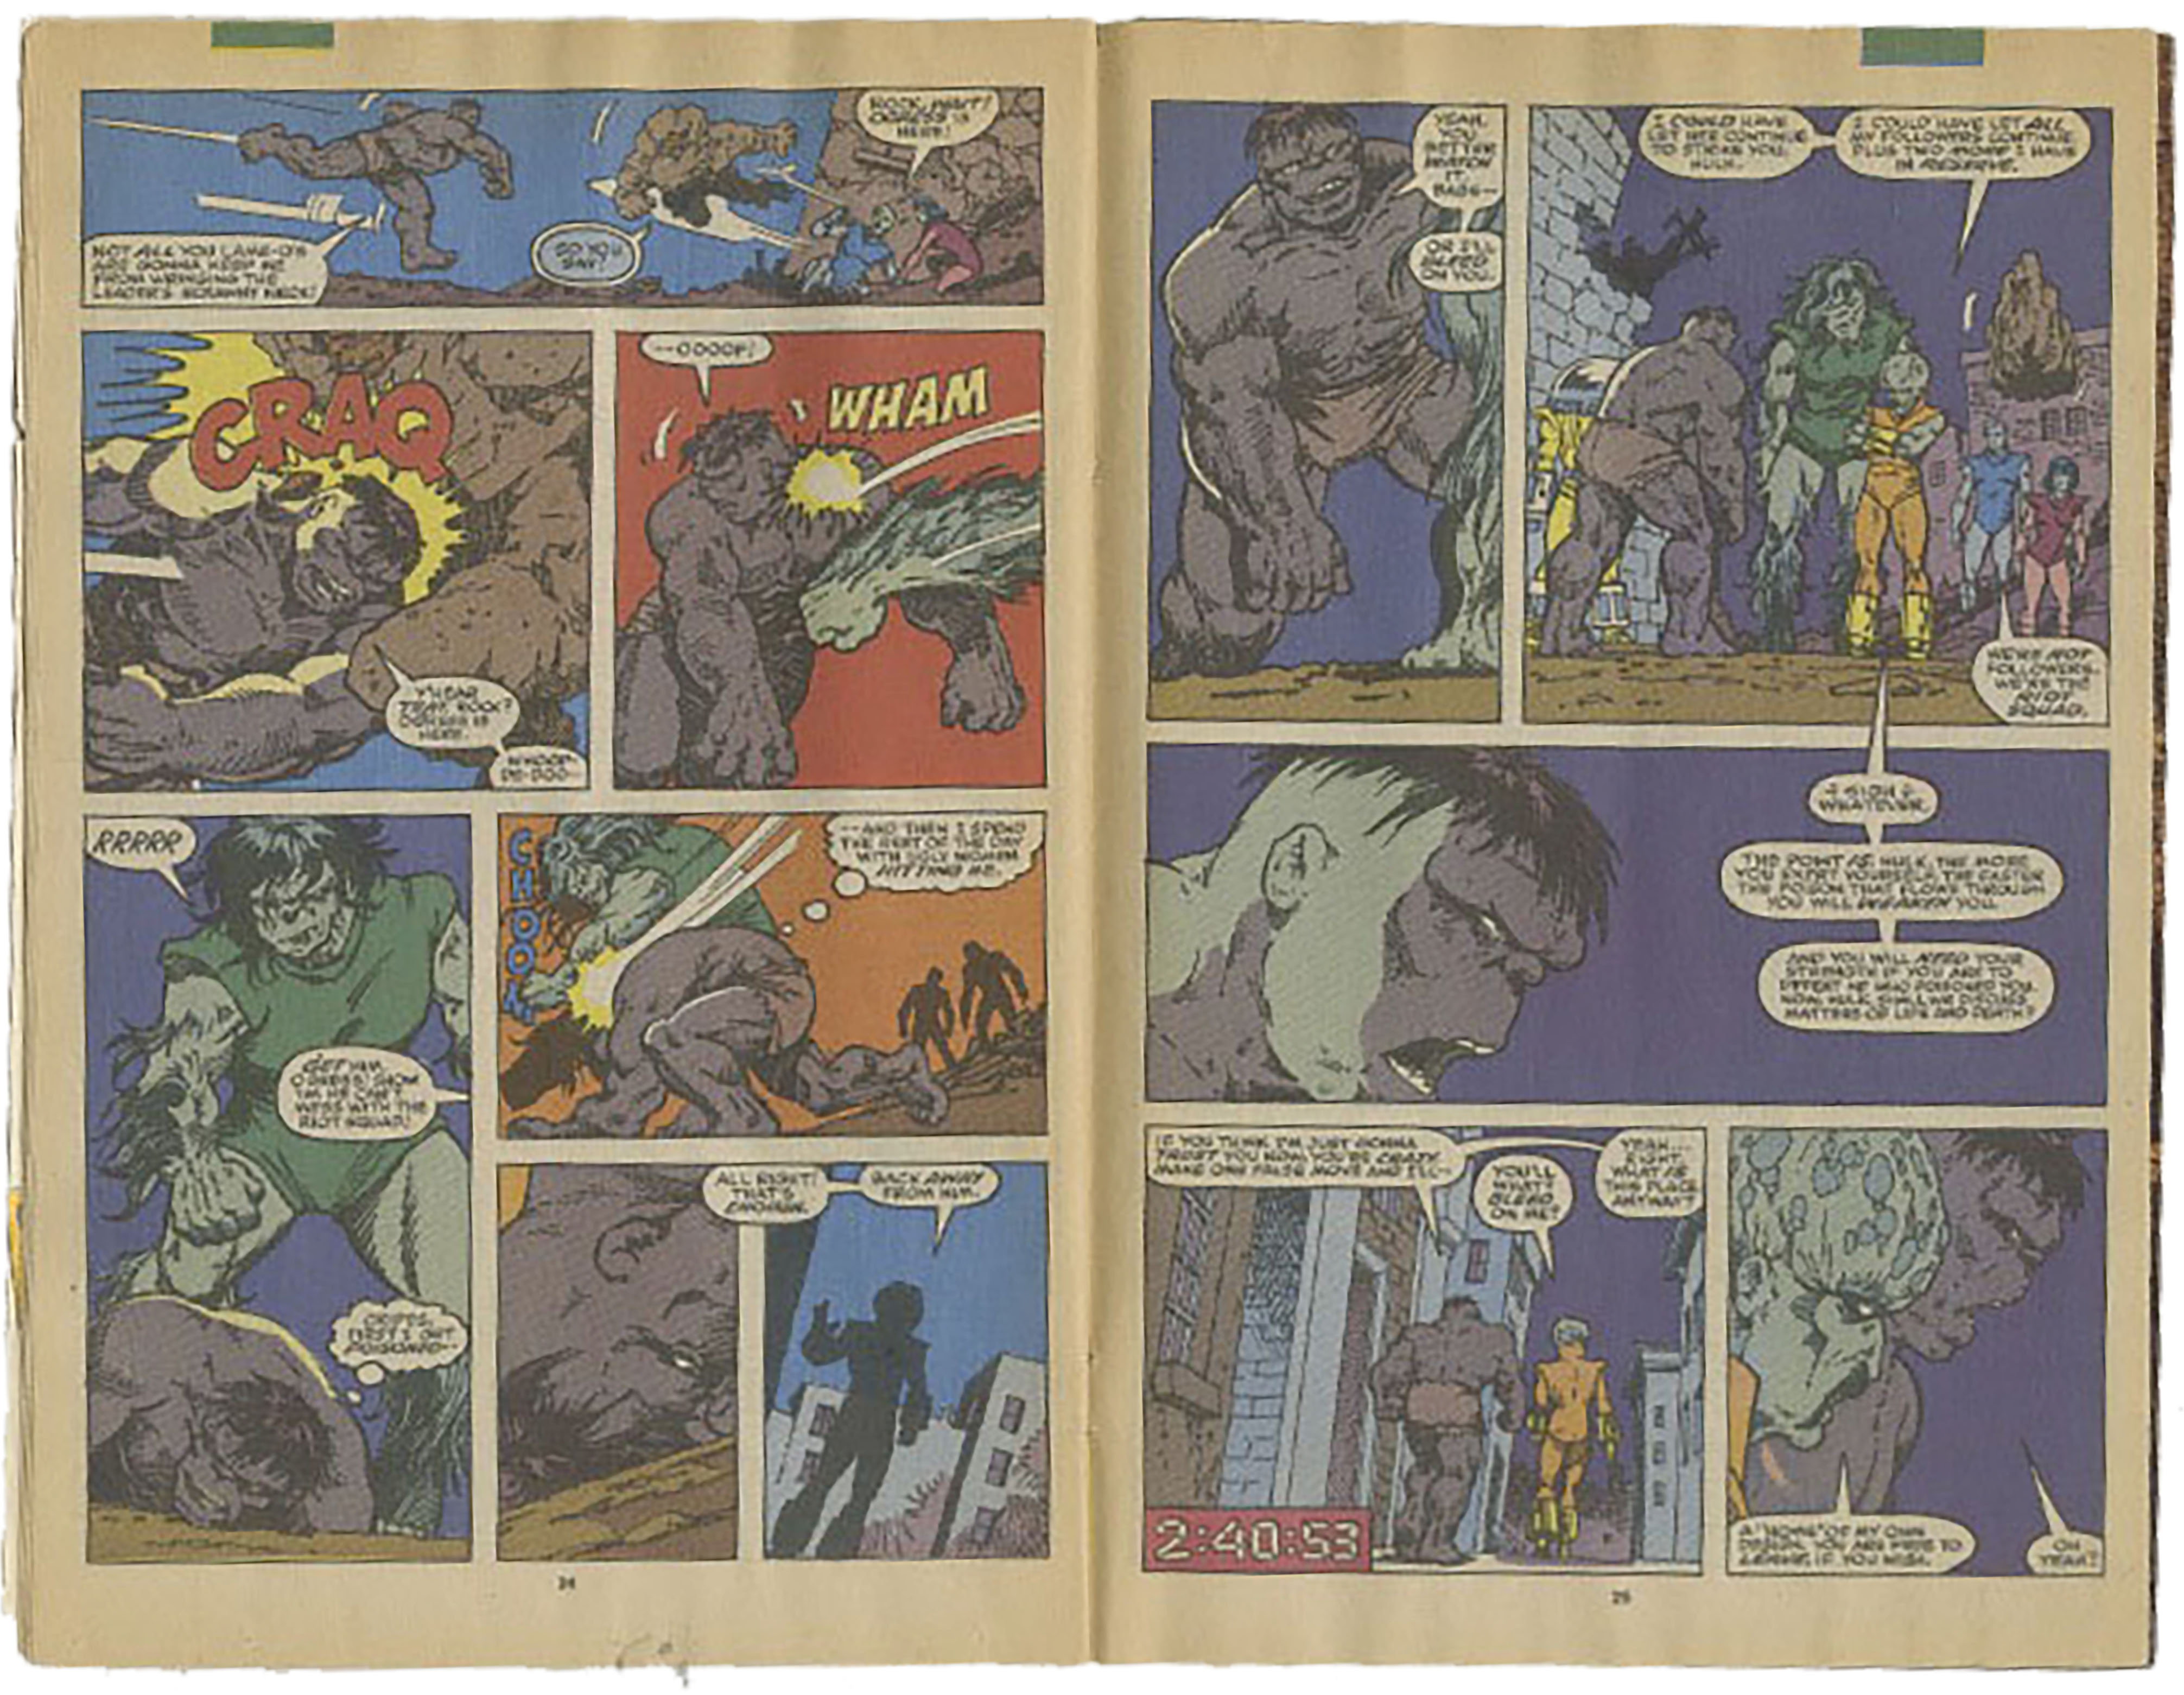 ROCK, WAIT!
OGRESS IS
HERE!
NOT ALL YOU LAME-O'S
ARE GONNA KEEP ME
FROM WRINGING THE
LEADER'S SCRAWNY NECK!
SO YOU
SAY!
CRAQ
Y'HEAR
THAT, ROCK?
OGRESS IS
HERE.
WHOOP-
DE-DOO--
--OOOOF!
WHAM
RRRRR
GET HIM,
OGRESS! SHOW
'IM HE CAN'T
MESS WITH THE
RIOT SQUAD!
CRIPES,
FIRST I GET
POISONED--
CHOOM
--AND THEN I SPEND
THE REST OF THE DAY
WITH UGLY WOMEN
HITTING ME.
ALL RIGHT!
THAT'S
ENOUGH.
BACK AWAY
FROM HIM.
24
YEAH,
YOU
BETTER
IT,
BABE--
OR I'LL
BLEED
ON YOU.
I COULD HAVE
LET HER CONTINUE
TO STRIKE YOU,
HULK.
I COULD HAVE LET ALL
MY FOLLOWERS CONTINUE,
PLUS TWO MORE I HAVE
IN RESERVE.
WE'RE NOT
FOLLOWERS.
WE'RE THE
RIOT
SQUAD.
÷ SIGH ÷
WHATEVER.
THE POINT IS, HULK, THE MORE
YOU EXERT YOURSELF, THE FASTER
THE POISON THAT FLOWS THROUGH
YOU WILL WEAKEN YOU.
AND YOU WILL NEED YOUR
STRENGTH IF YOU ARE TO
DEFEAT HE WHO POISONED YOU.
NOW, HULK, SHALL WE DISCUSS
MATTERS OF LIFE AND DEATH?
IF YOU THINK I'M JUST GONNA
TRUST YOU NOW, YOU'RE CRAZY.
MAKE ONE FALSE MOVE AND I'LL--
YOU'LL
WHAT?
BLEED
ON ME?
YEAH...
RIGHT.
WHAT IS
THIS PLACE,
ANYWAY?
2:40:53
A "HOME" OF MY OWN
DESIGN. YOU ARE FREE TO
LEAVE, IF YOU WISH.
OH
YEAH?
25